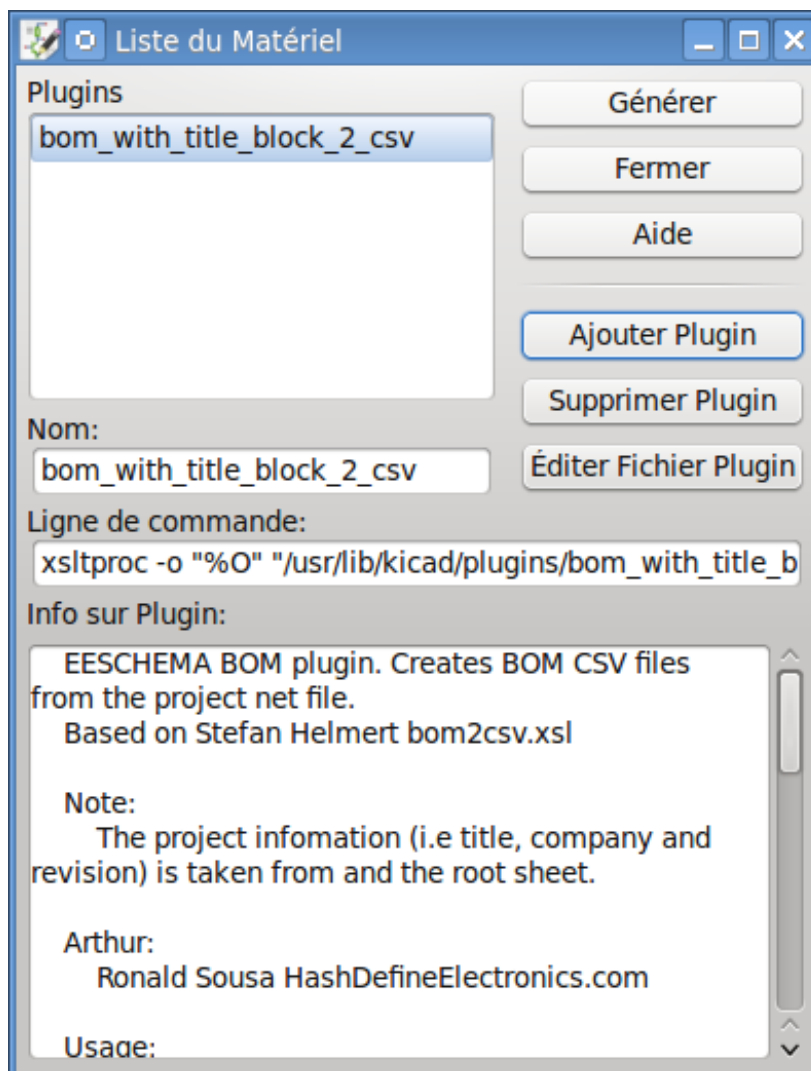 Liste du Matériel
Plugins
bom_with_title_block_2_csv
Générer
Fermer
Aide
Ajouter Plugin
Supprimer Plugin
Éditer Fichier Plugin
Nom:
bom_with_title_block_2_csv
Ligne de commande:
xsltproc -o "%O" "/usr/lib/kicad/plugins/bom_with_title_b
Info sur Plugin:
EESCHEMA BOM plugin. Creates BOM CSV files
from the project net file.
Based on Stefan Helmert bom2csv.xsl
Note:
The project infomation (i.e title, company and
revision) is taken from and the root sheet.
Arthur:
Ronald Sousa HashDefineElectronics.com
Usage: